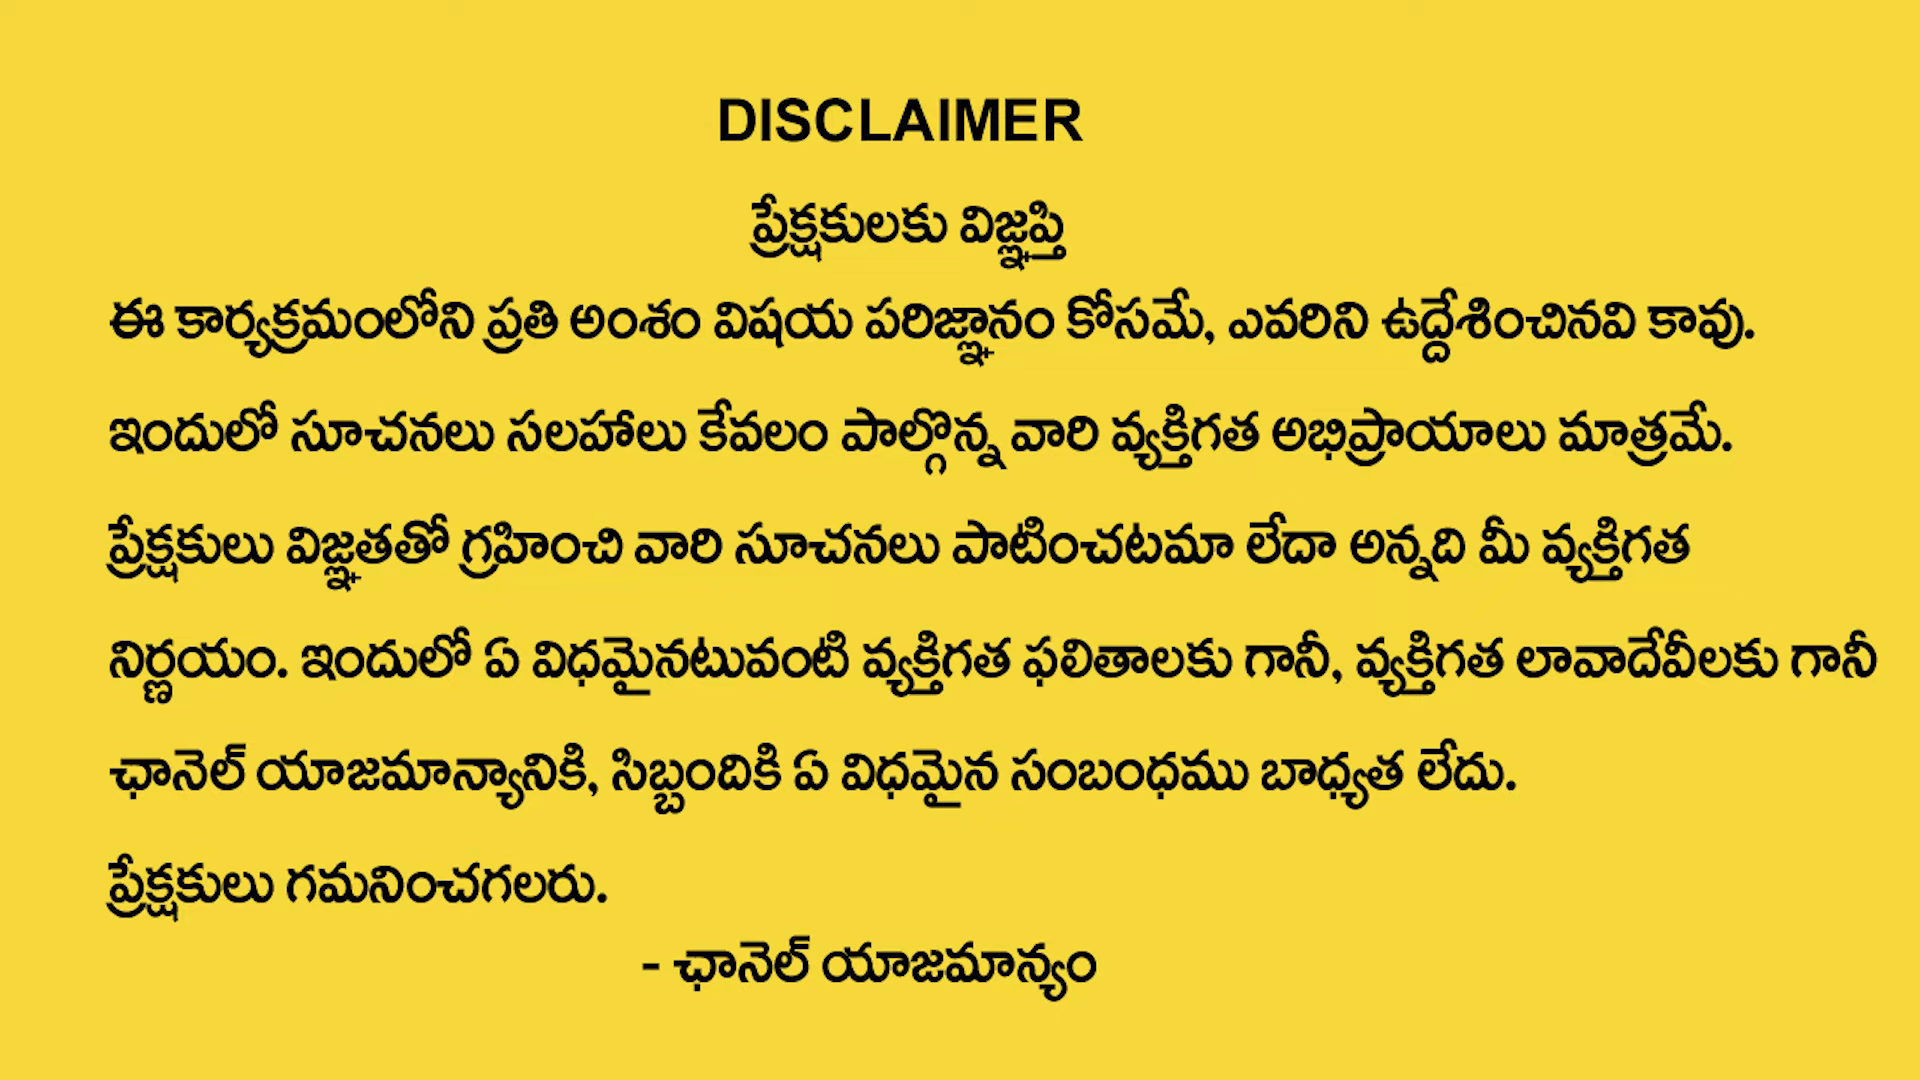 DISCLAIMER
ప్రేక్షకులకు విజ్ఞప్తి
ఈ కార్యక్రమంలోని ప్రతి అంశం విషయ పరిజ్ఞానం కోసమే, ఎవరిని ఉద్దేశించినవి కావు.
ఇందులో సూచనలు సలహాలు కేవలం పాల్గొన్న వారి వ్యక్తిగత అభిప్రాయాలు మాత్రమే.
ప్రేక్షకులు విజ్ఞతతో గ్రహించి వారి సూచనలు పాటించటమా లేదా అన్నది మీ వ్యక్తిగత
నిర్ణయం. ఇందులో ఏ విధమైనటువంటి వ్యక్తిగత ఫలితాలకు గానీ, వ్యక్తిగత లావాదేవీలకు గానీ
ఛానెల్ యాజమాన్యానికి, సిబ్బందికి ఏ విధమైన సంబంధము బాధ్యత లేదు.
ప్రేక్షకులు గమనించగలరు.
- ఛానెల్ యాజమాన్యం